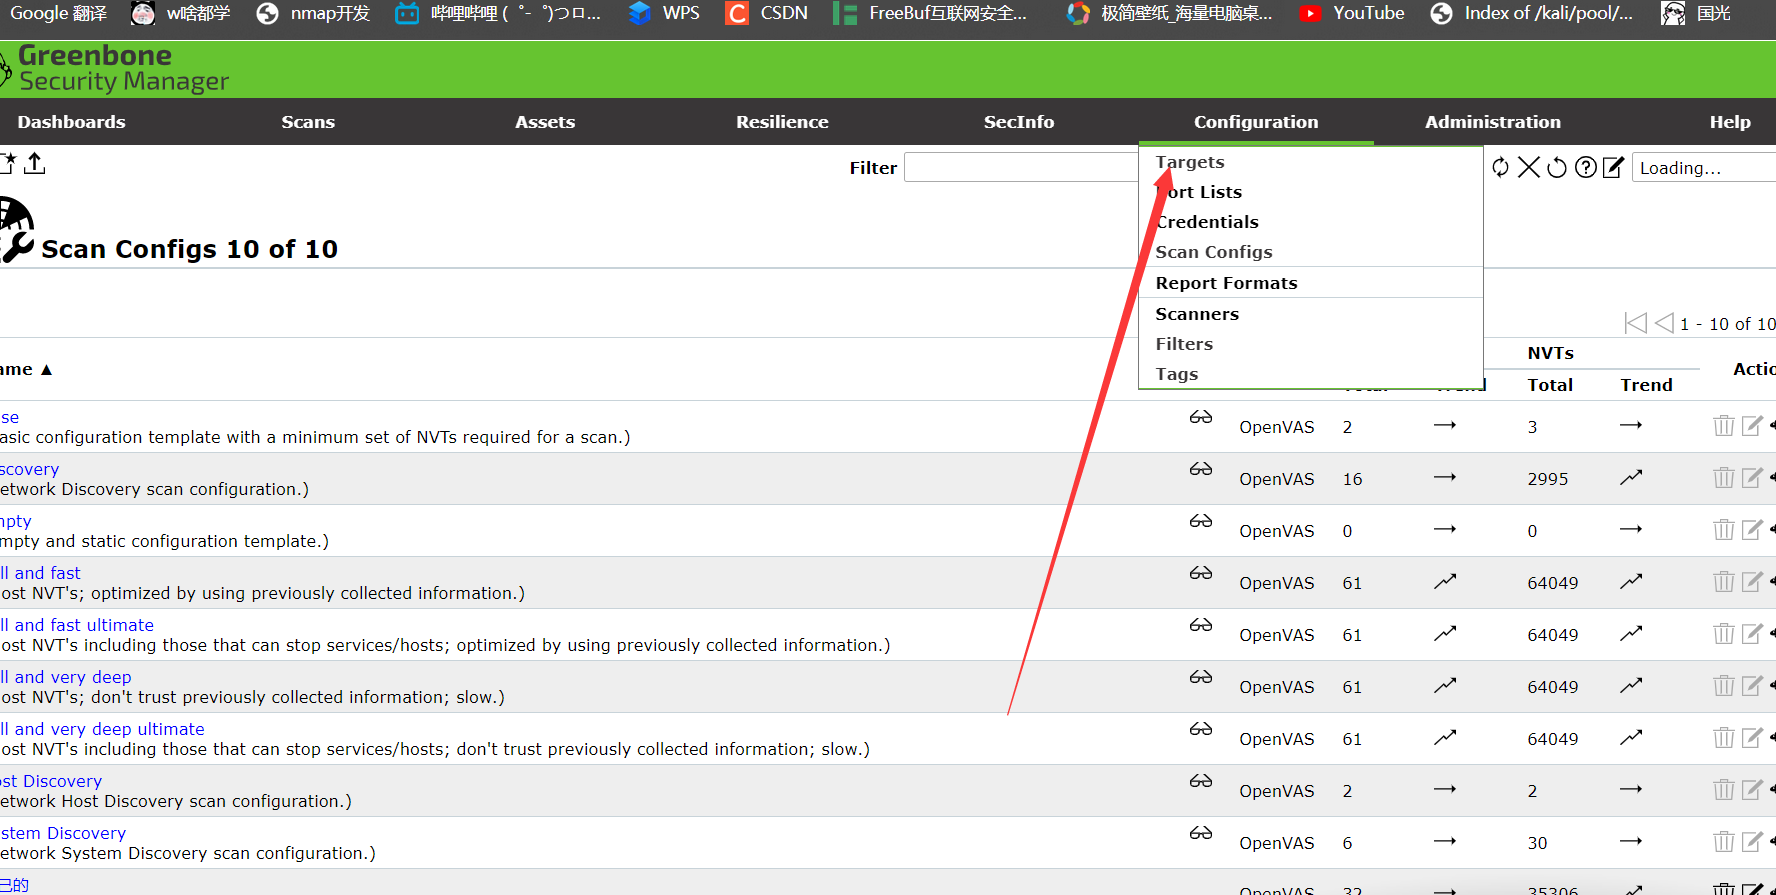 Google 翻译 w啥都学 nmap开发 哔哩哔哩 ( ゜- ゜)つロ... WPS CSDN FreeBuf互联网安全... 极简壁纸_海量电脑桌... YouTube Index of /kali/pool/... 国光
Greenbone
Security Manager
Dashboards Scans Assets Resilience SecInfo Configuration Administration Help
Filter Loading...
Targets
ort Lists
Credentials
Scan Configs
Report Formats
Scanners
Filters
Tags
Scan Configs 10 of 10
1 - 10 of 10
ame ▲ NVTs Actio
Total Trend
se
asic configuration template with a minimum set of NVTs required for a scan.) OpenVAS 2 3
scovery
etwork Discovery scan configuration.) OpenVAS 16 2995
mpty
mpty and static configuration template.) OpenVAS 0 0
ll and fast
ost NVT's; optimized by using previously collected information.) OpenVAS 61 64049
ll and fast ultimate
ost NVT's including those that can stop services/hosts; optimized by using previously collected information.) OpenVAS 61 64049
ll and very deep
ost NVT's; don't trust previously collected information; slow.) OpenVAS 61 64049
ll and very deep ultimate
ost NVT's including those that can stop services/hosts; don't trust previously collected information; slow.) OpenVAS 61 64049
ost Discovery
etwork Host Discovery scan configuration.) OpenVAS 2 2
stem Discovery
etwork System Discovery scan configuration.) OpenVAS 6 30
己的
OpenVAS 32 35306